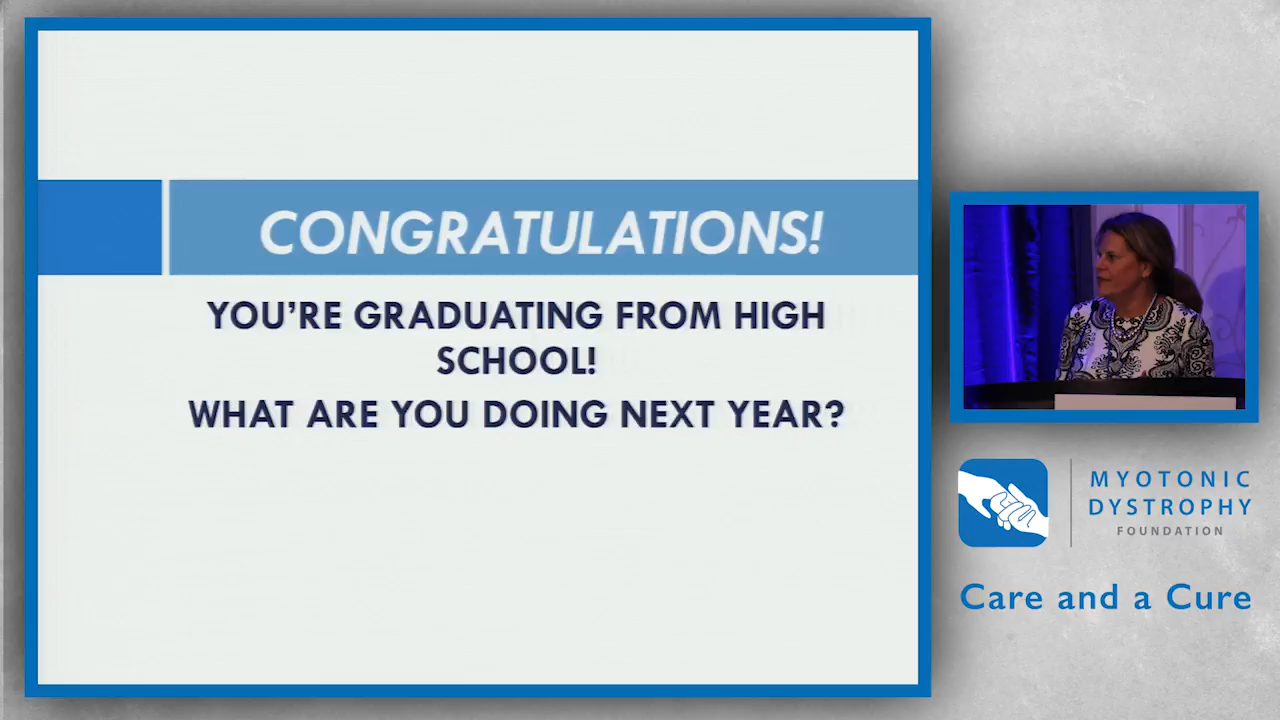 CONGRATULATIONS!
YOU'RE GRADUATING FROM HIGH
SCHOOL!
WHAT ARE YOU DOING NEXT YEAR?
MYOTONIC
DYSTROPHY
FOUNDATION
Care and a Cure